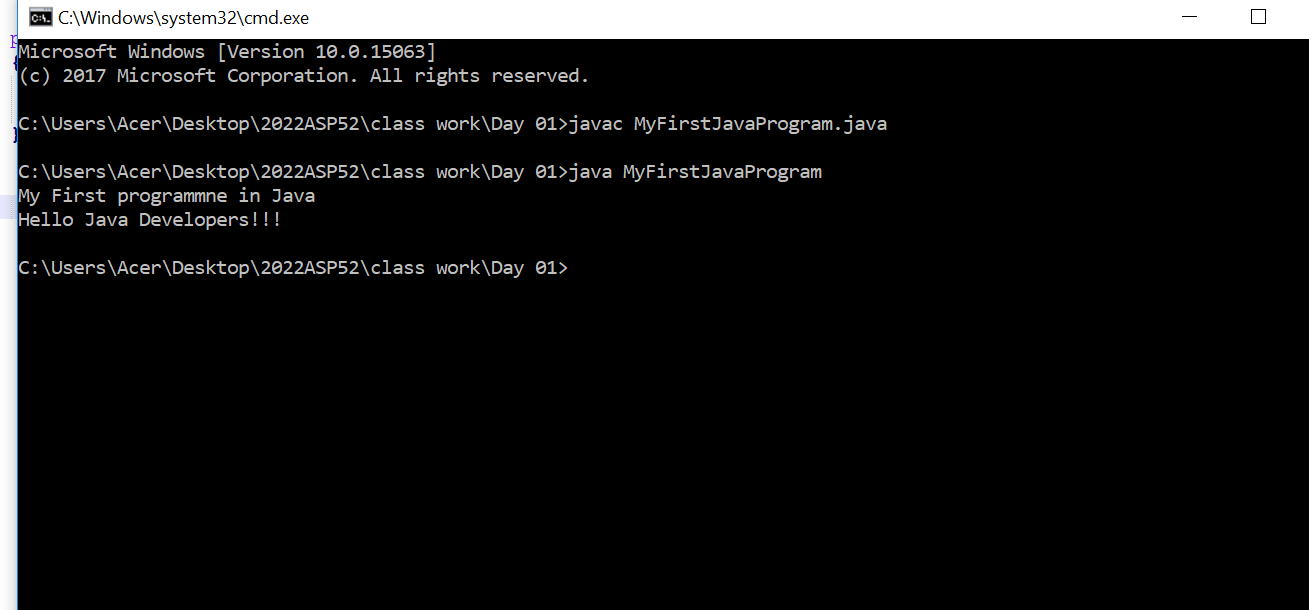 C:\Windows\system32\cmd.exe
Microsoft Windows [Version 10.0.15063]
(c) 2017 Microsoft Corporation. All rights reserved.
C:\Users\Acer\Desktop\2022ASP52\class work\Day 01>javac MyFirstJavaProgram.java
C:\Users\Acer\Desktop\2022ASP52\class work\Day 01>java MyFirstJavaProgram
My First programmne in Java
Hello Java Developers!!!
C:\Users\Acer\Desktop\2022ASP52\class work\Day 01>